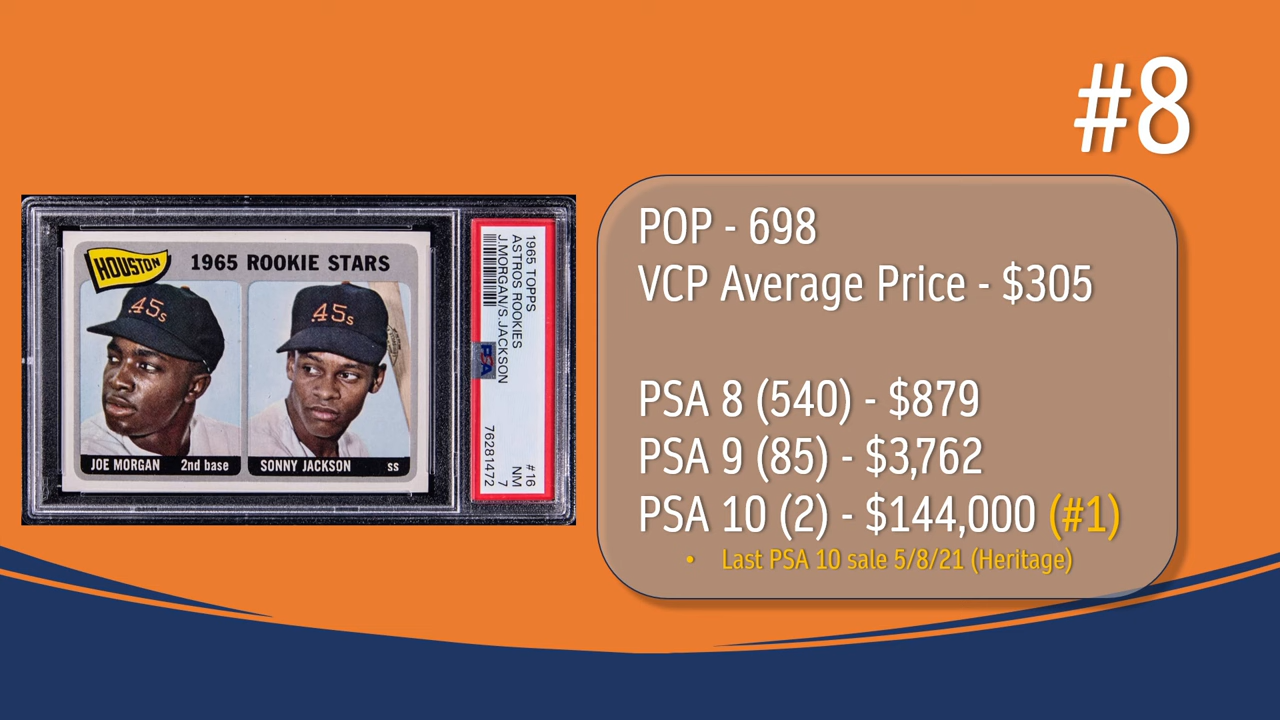 #8
HOUSTON
1965 ROOKIE STARS
.45s
.45s
JOE MORGAN 2nd base
SONNY JACKSON ss
1965 TOPPS #16
ASTROS ROOKIES NM
J.MORGAN/S.JACKSON 7
PSA
76281472
POP - 698
VCP Average Price - $305
PSA 8 (540) - $879
PSA 9 (85) - $3,762
PSA 10 (2) - $144,000 (#1)
• Last PSA 10 sale 5/8/21 (Heritage)